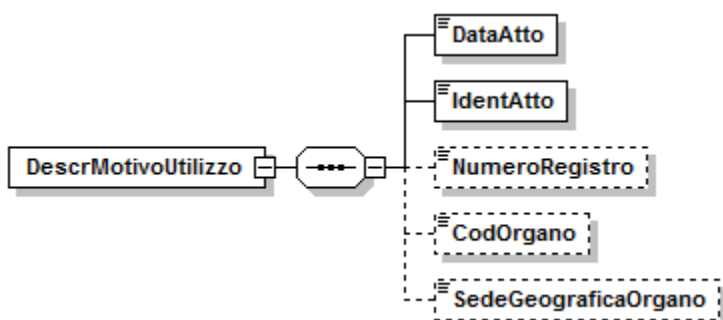 DataAtto
IdentAtto
DescrMotivoUtilizzo
NumeroRegistro
CodOrgano
SedeGeograficaOrgano